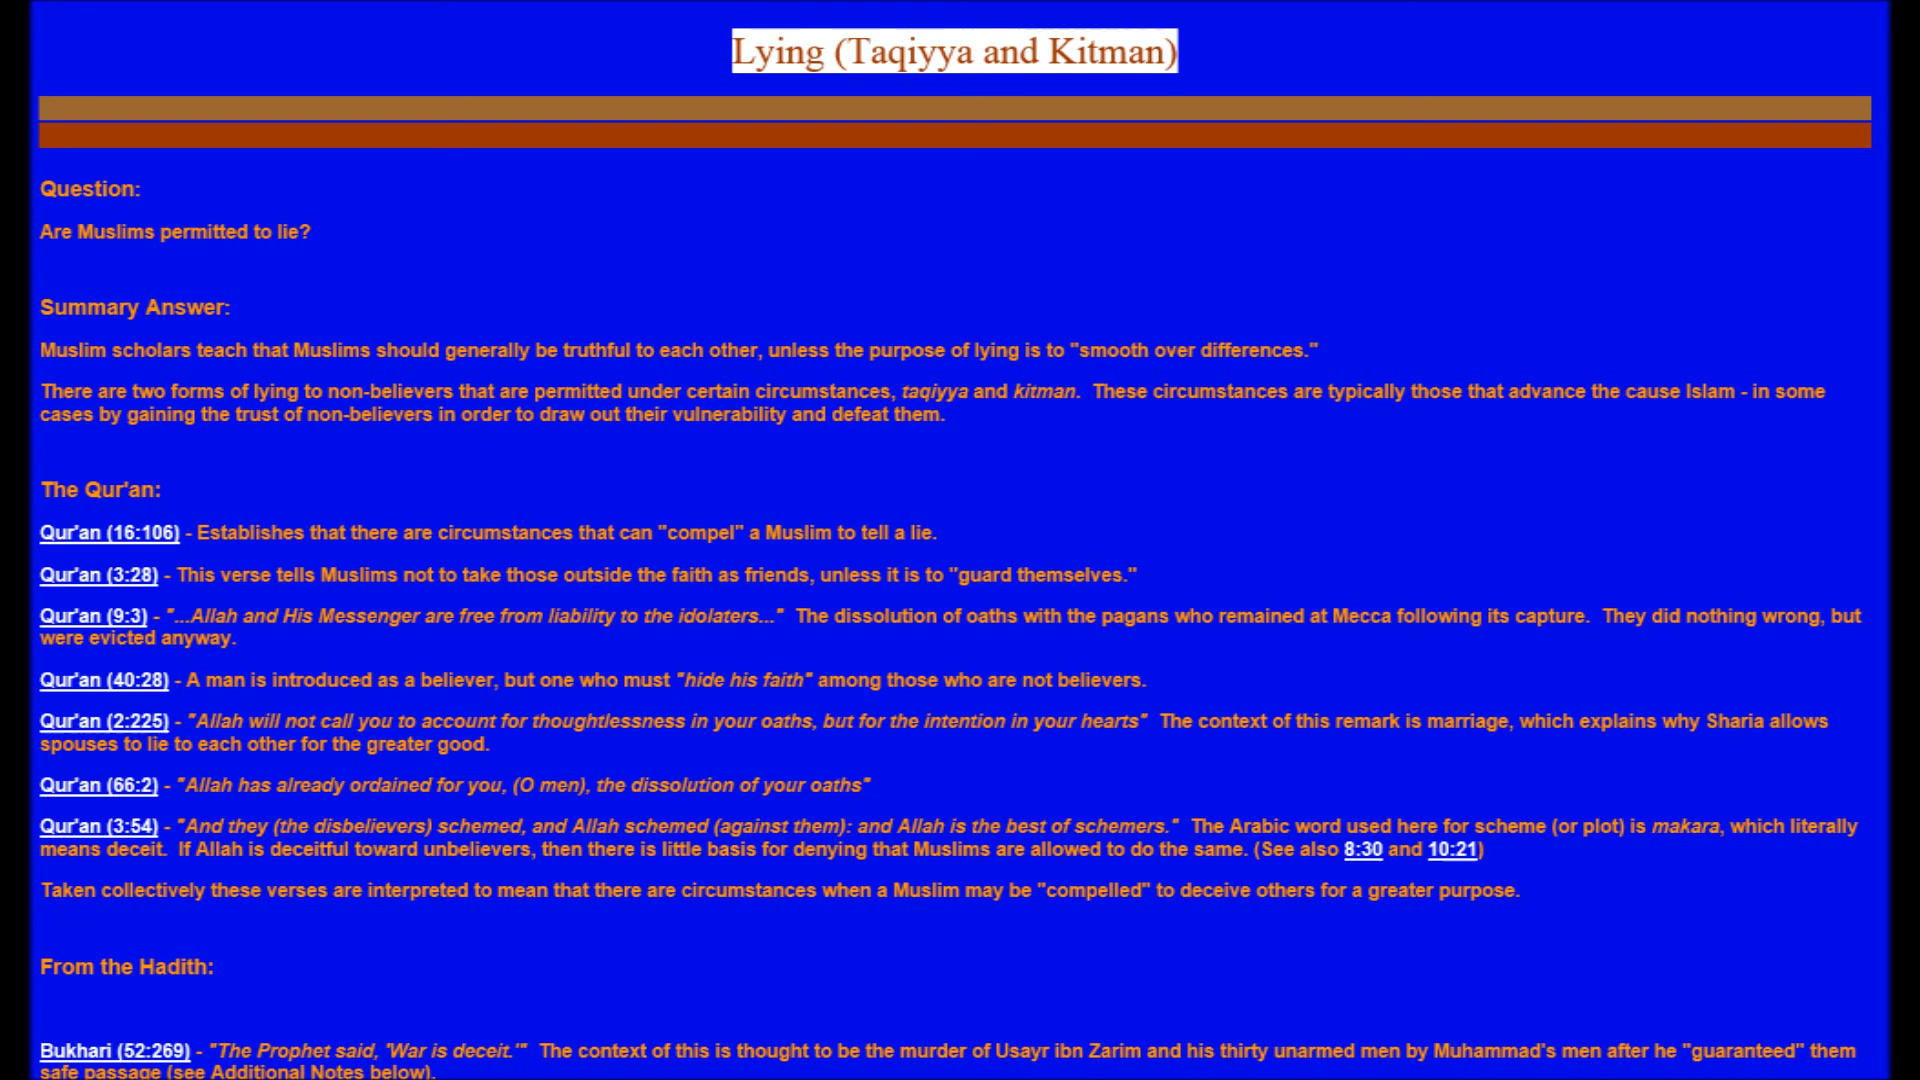 Lying (Taqiyya and Kitman)
Question:
Are Muslims permitted to lie?
Summary Answer:
Muslim scholars teach that Muslims should generally be truthful to each other, unless the purpose of lying is to "smooth over differences."
There are two forms of lying to non-believers that are permitted under certain circumstances, taqiyya and kitman. These circumstances are typically those that advance the cause Islam - in some
cases by gaining the trust of non-believers in order to draw out their vulnerability and defeat them.
The Qur'an:
Qur'an (16:106) - Establishes that there are circumstances that can "compel" a Muslim to tell a lie.
Qur'an (3:28) - This verse tells Muslims not to take those outside the faith as friends, unless it is to "guard themselves."
Qur'an (9:3) - "...Allah and His Messenger are free from liability to the idolaters..." The dissolution of oaths with the pagans who remained at Mecca following its capture. They did nothing wrong, but
were evicted anyway.
Qur'an (40:28) - A man is introduced as a believer, but one who must "hide his faith" among those who are not believers.
Qur'an (2:225) - "Allah will not call you to account for thoughtlessness in your oaths, but for the intention in your hearts" The context of this remark is marriage, which explains why Sharia allows
spouses to lie to each other for the greater good.
Qur'an (66:2) - "Allah has already ordained for you, (O men), the dissolution of your oaths"
Qur'an (3:54) - "And they (the disbelievers) schemed, and Allah schemed (against them): and Allah is the best of schemers." The Arabic word used here for scheme (or plot) is makara, which literally
means deceit. If Allah is deceitful toward unbelievers, then there is little basis for denying that Muslims are allowed to do the same. (See also 8:30 and 10:21)
Taken collectively these verses are interpreted to mean that there are circumstances when a Muslim may be "compelled" to deceive others for a greater purpose.
From the Hadith:
Bukhari (52:269) - "The Prophet said, 'War is deceit.'" The context of this is thought to be the murder of Usayr ibn Zarim and his thirty unarmed men by Muhammad's men after he "guaranteed" them
safe passage (see Additional Notes below).